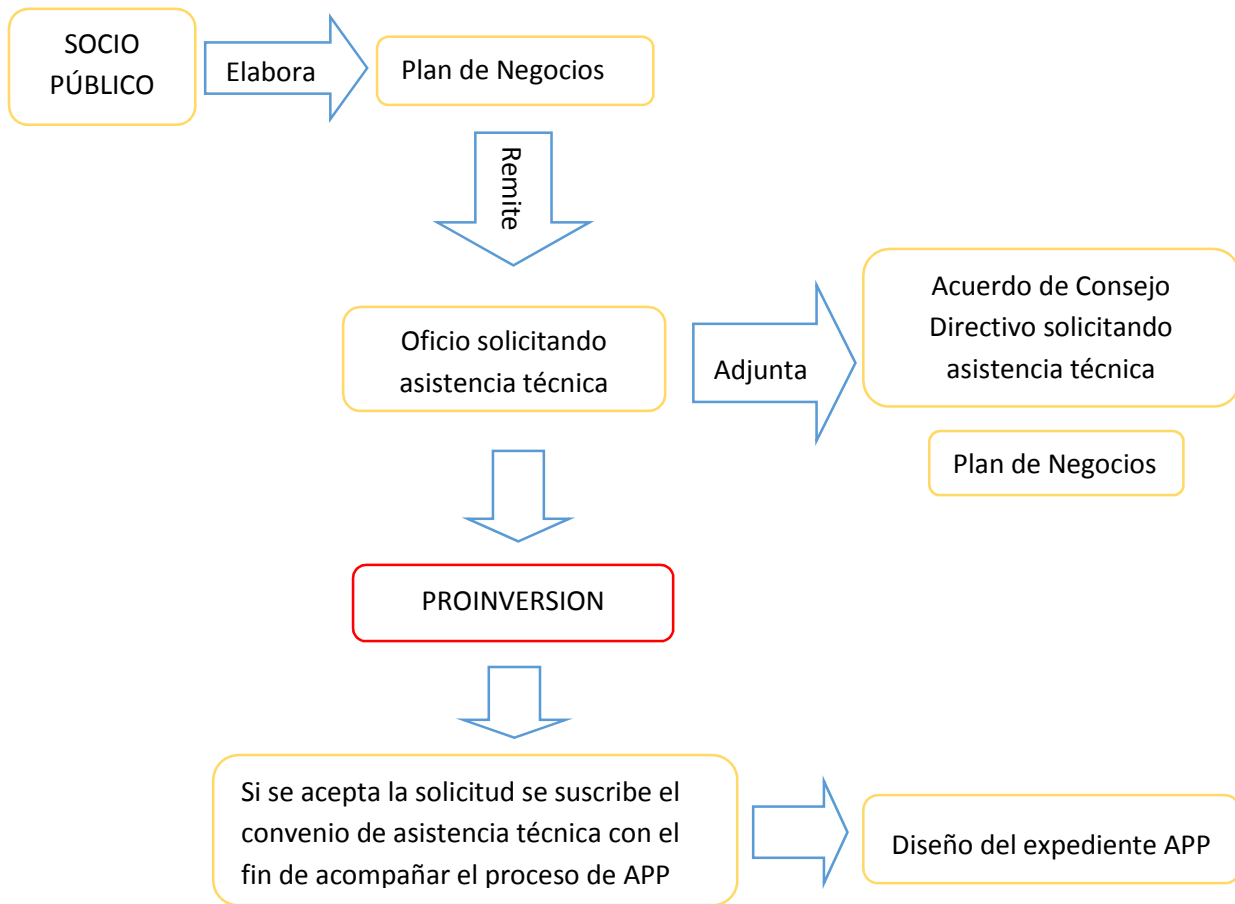 SOCIO
PÚBLICO
Elabora
Plan de Negocios
Remite
Oficio solicitando
asistencia técnica
Adjunta
Acuerdo de Consejo
Directivo solicitando
asistencia técnica
Plan de Negocios
PROINVERSION
Si se acepta la solicitud se suscribe el
convenio de asistencia técnica con el
fin de acompañar el proceso de APP
Diseño del expediente APP